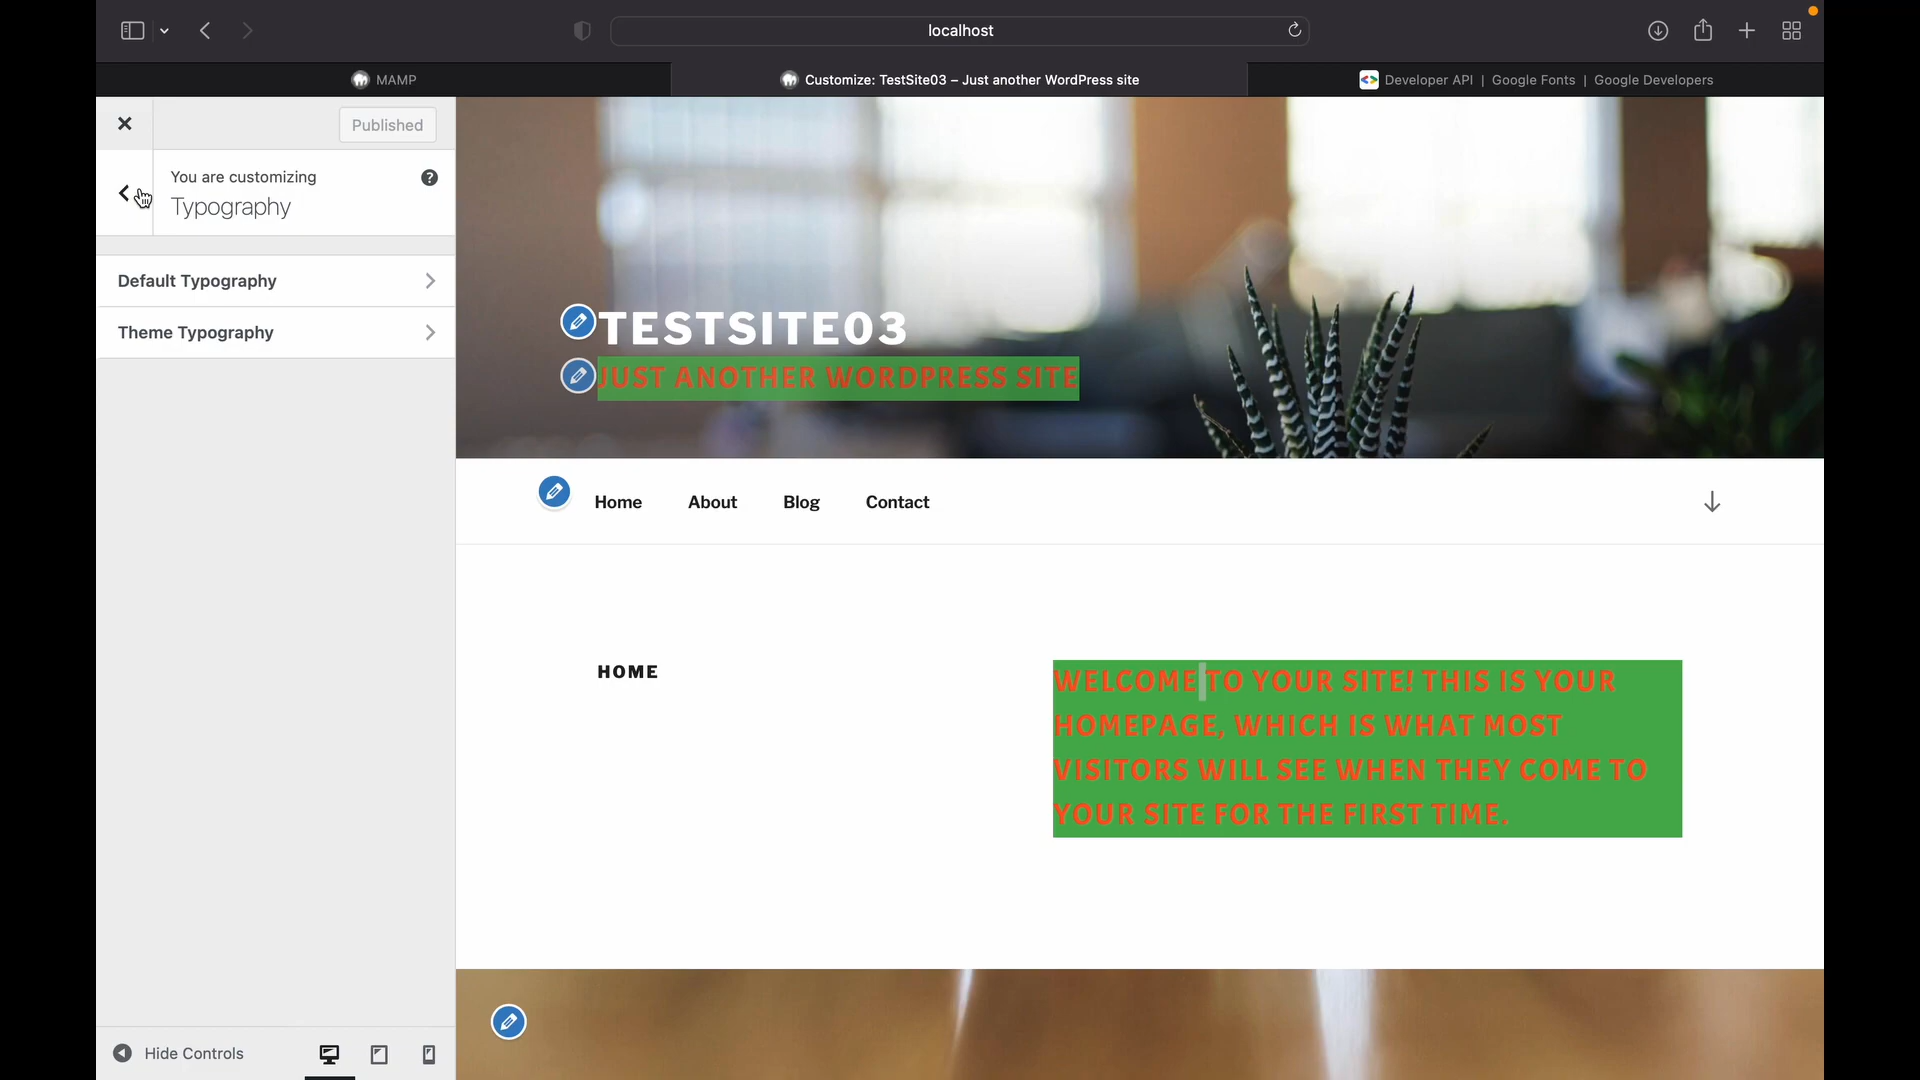 localhost
MAMP
Customize: TestSite03 – Just another WordPress site
Developer API | Google Fonts | Google Developers
Published
You are customizing
Typography
Default Typography
Theme Typography
TESTSITE03
JUST ANOTHER WORDPRESS SITE
Home About Blog Contact
HOME
WELCOME TO YOUR SITE! THIS IS YOUR
HOMEPAGE, WHICH IS WHAT MOST
VISITORS WILL SEE WHEN THEY COME TO
YOUR SITE FOR THE FIRST TIME.
Hide Controls